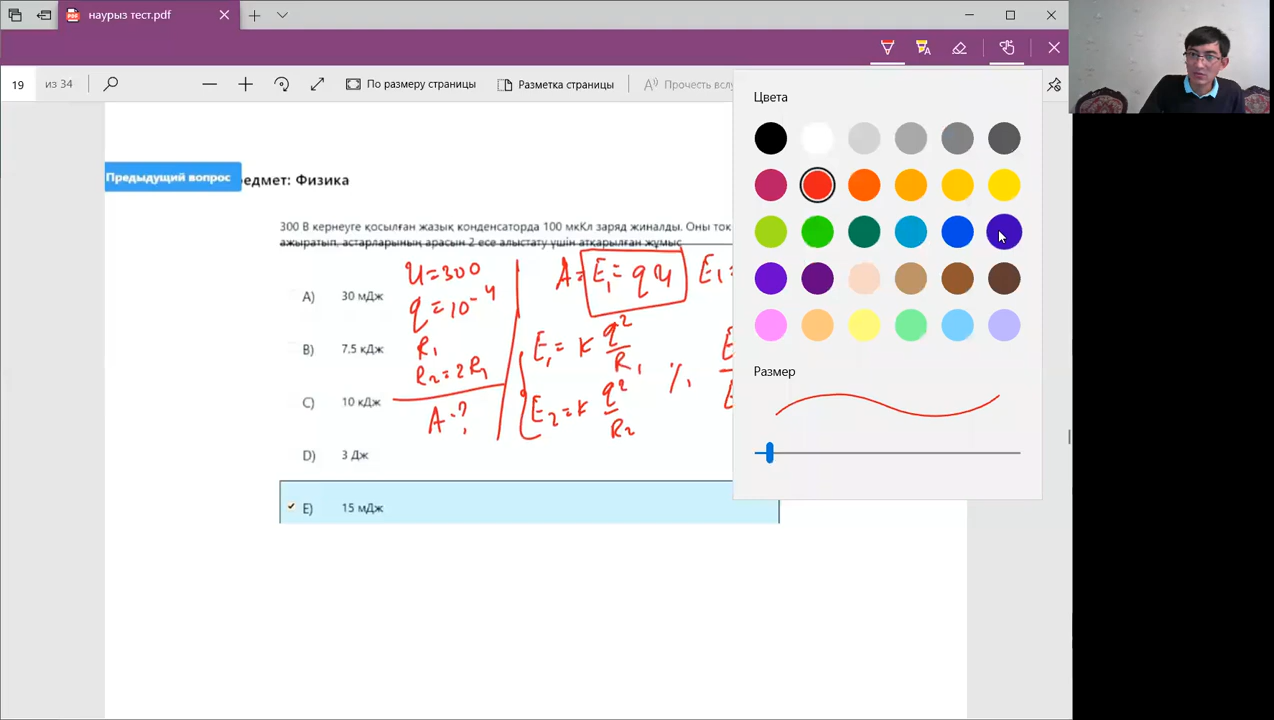 наурыз тест.pdf
19 из 34
По размеру страницы
Разметка страницы
Прочесть вслу
Цвета
Предыдущий вопрос
едмет: Физика
300 В кернеуге қосылған жазық конденсаторда 100 мкКл заряд жиналды. Оны ток
ажыратып, астарларының арасын 2 есе алыстату үшін атқарылған жұмыс
U=300
q=10⁻⁴
R₁
R₂=2R₁
A-?
A=E₁=qU E₁=
E₁=k q²/R₁
E₂=k q²/R₂
A) 30 мДж
B) 7.5 кДж
C) 10 кДж
D) 3 Дж
E) 15 мДж
Размер